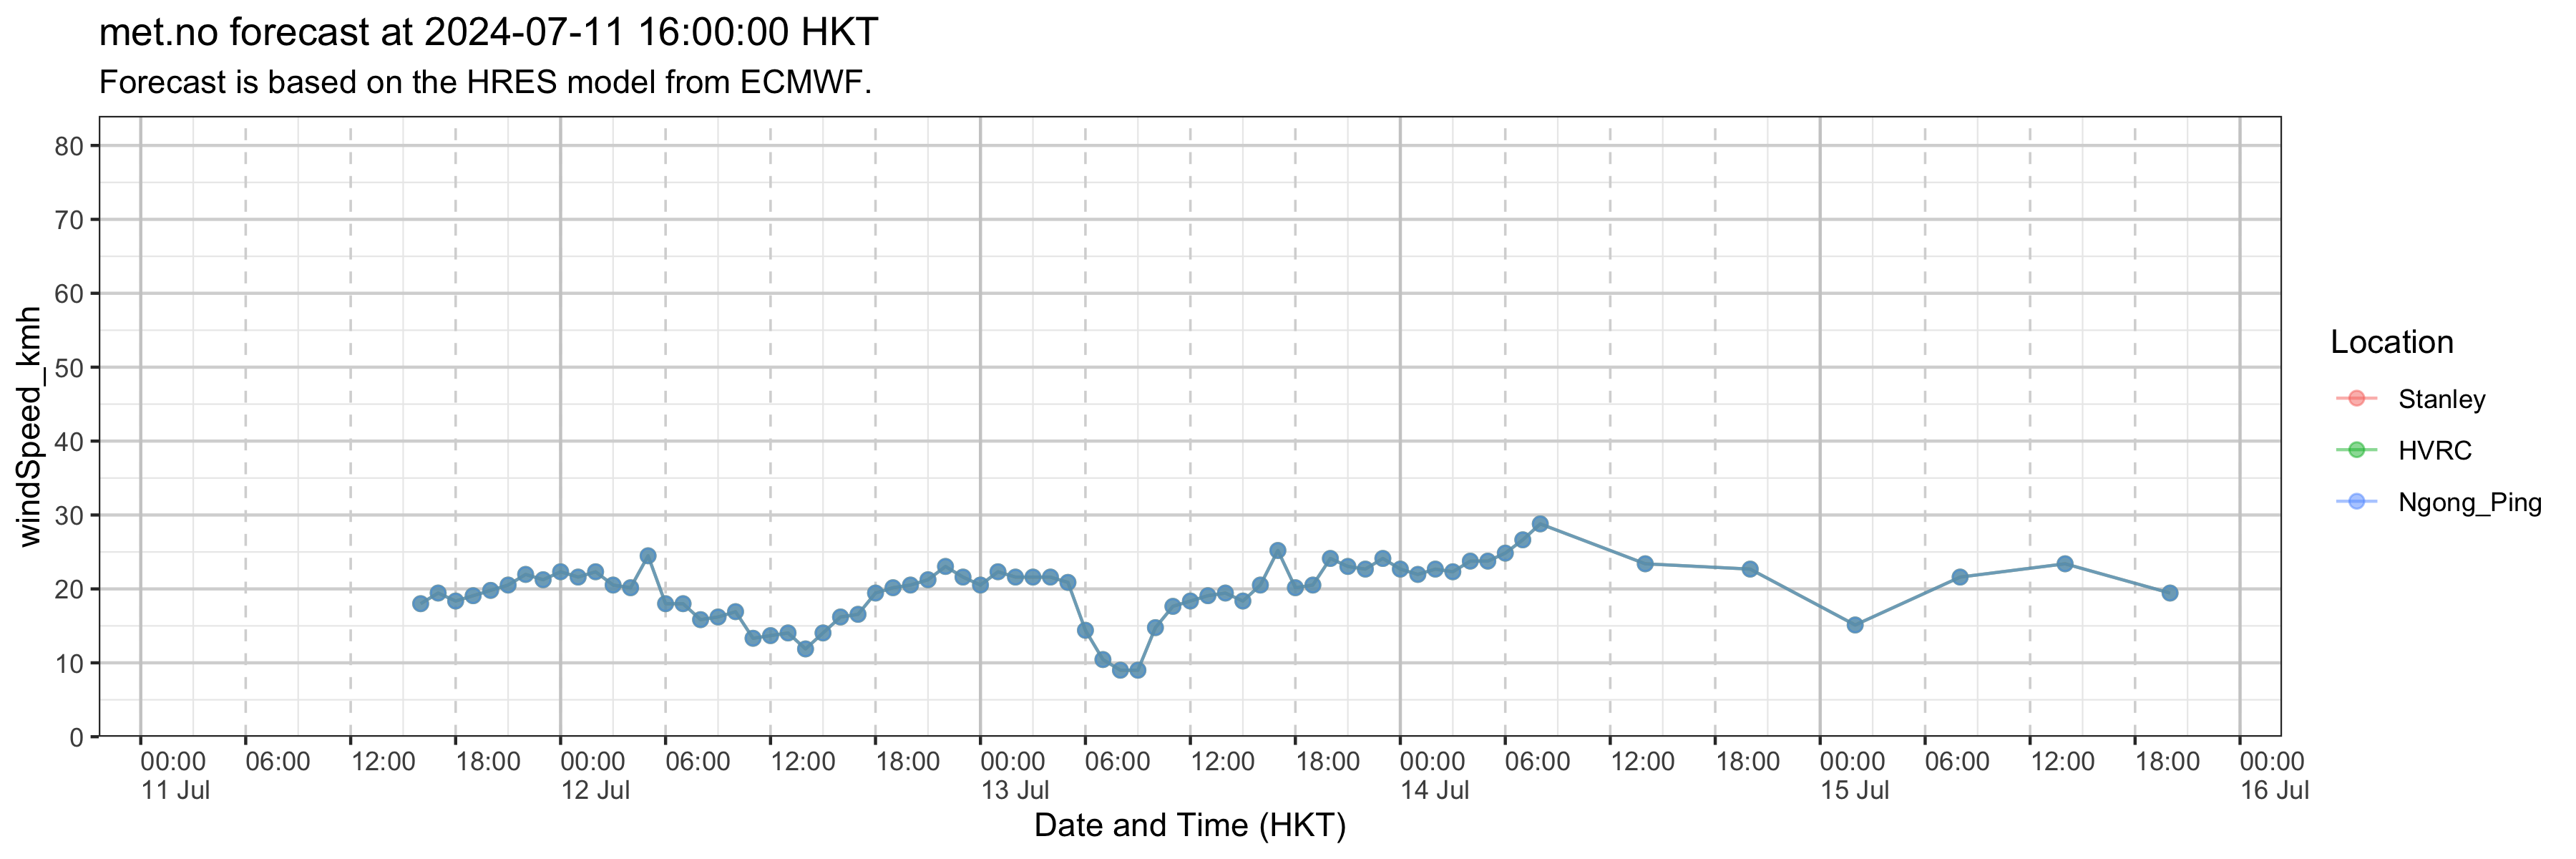 met.no forecast at 2024-07-11 16:00:00 HKT
Forecast is based on the HRES model from ECMWF.
windSpeed_kmh
80
70
60
50
40
30
20
10
0
00:00 06:00 12:00 18:00 00:00 06:00 12:00 18:00 00:00 06:00 12:00 18:00 00:00 06:00 12:00 18:00 00:00 06:00 12:00 18:00 00:00
11 Jul 12 Jul 13 Jul 14 Jul 15 Jul 16 Jul
Date and Time (HKT)
Location
Stanley
HVRC
Ngong_Ping